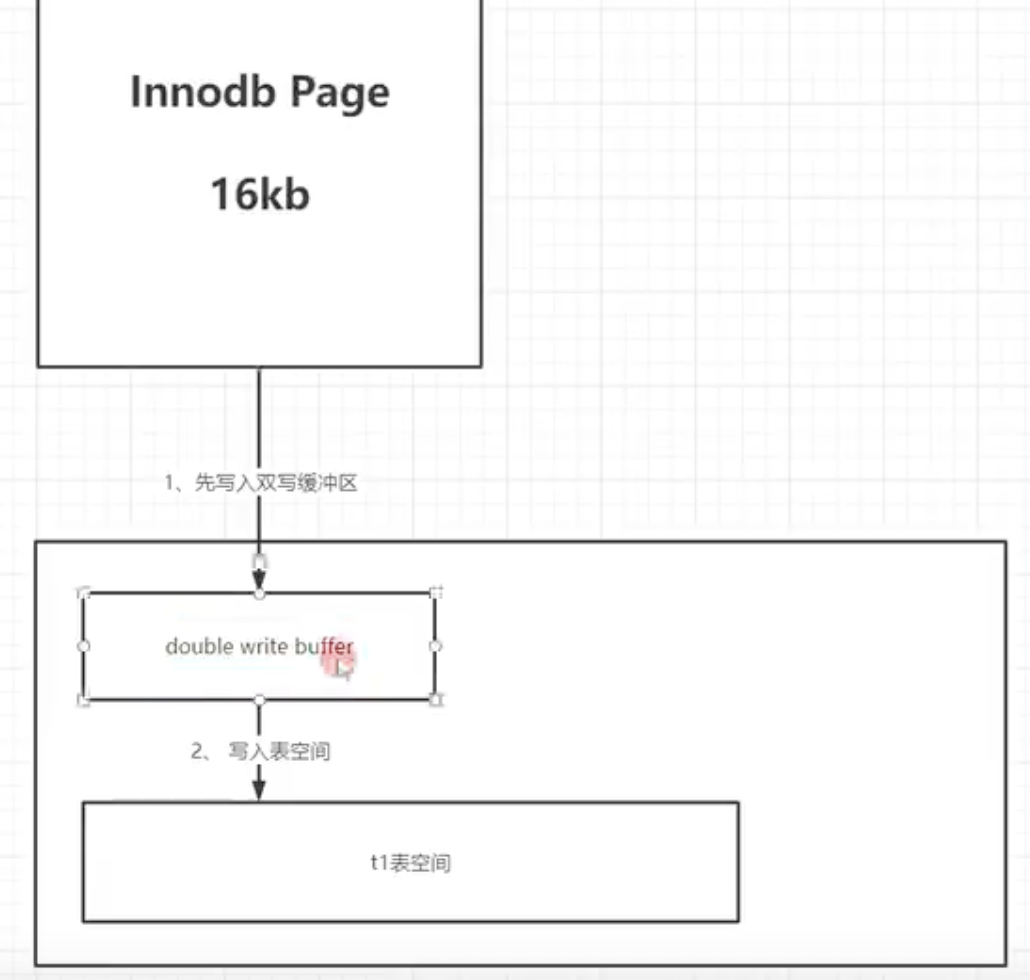 Innodb Page
16kb
1、先写入双写缓冲区
double write buffer
2、 写入表空间
t1表空间